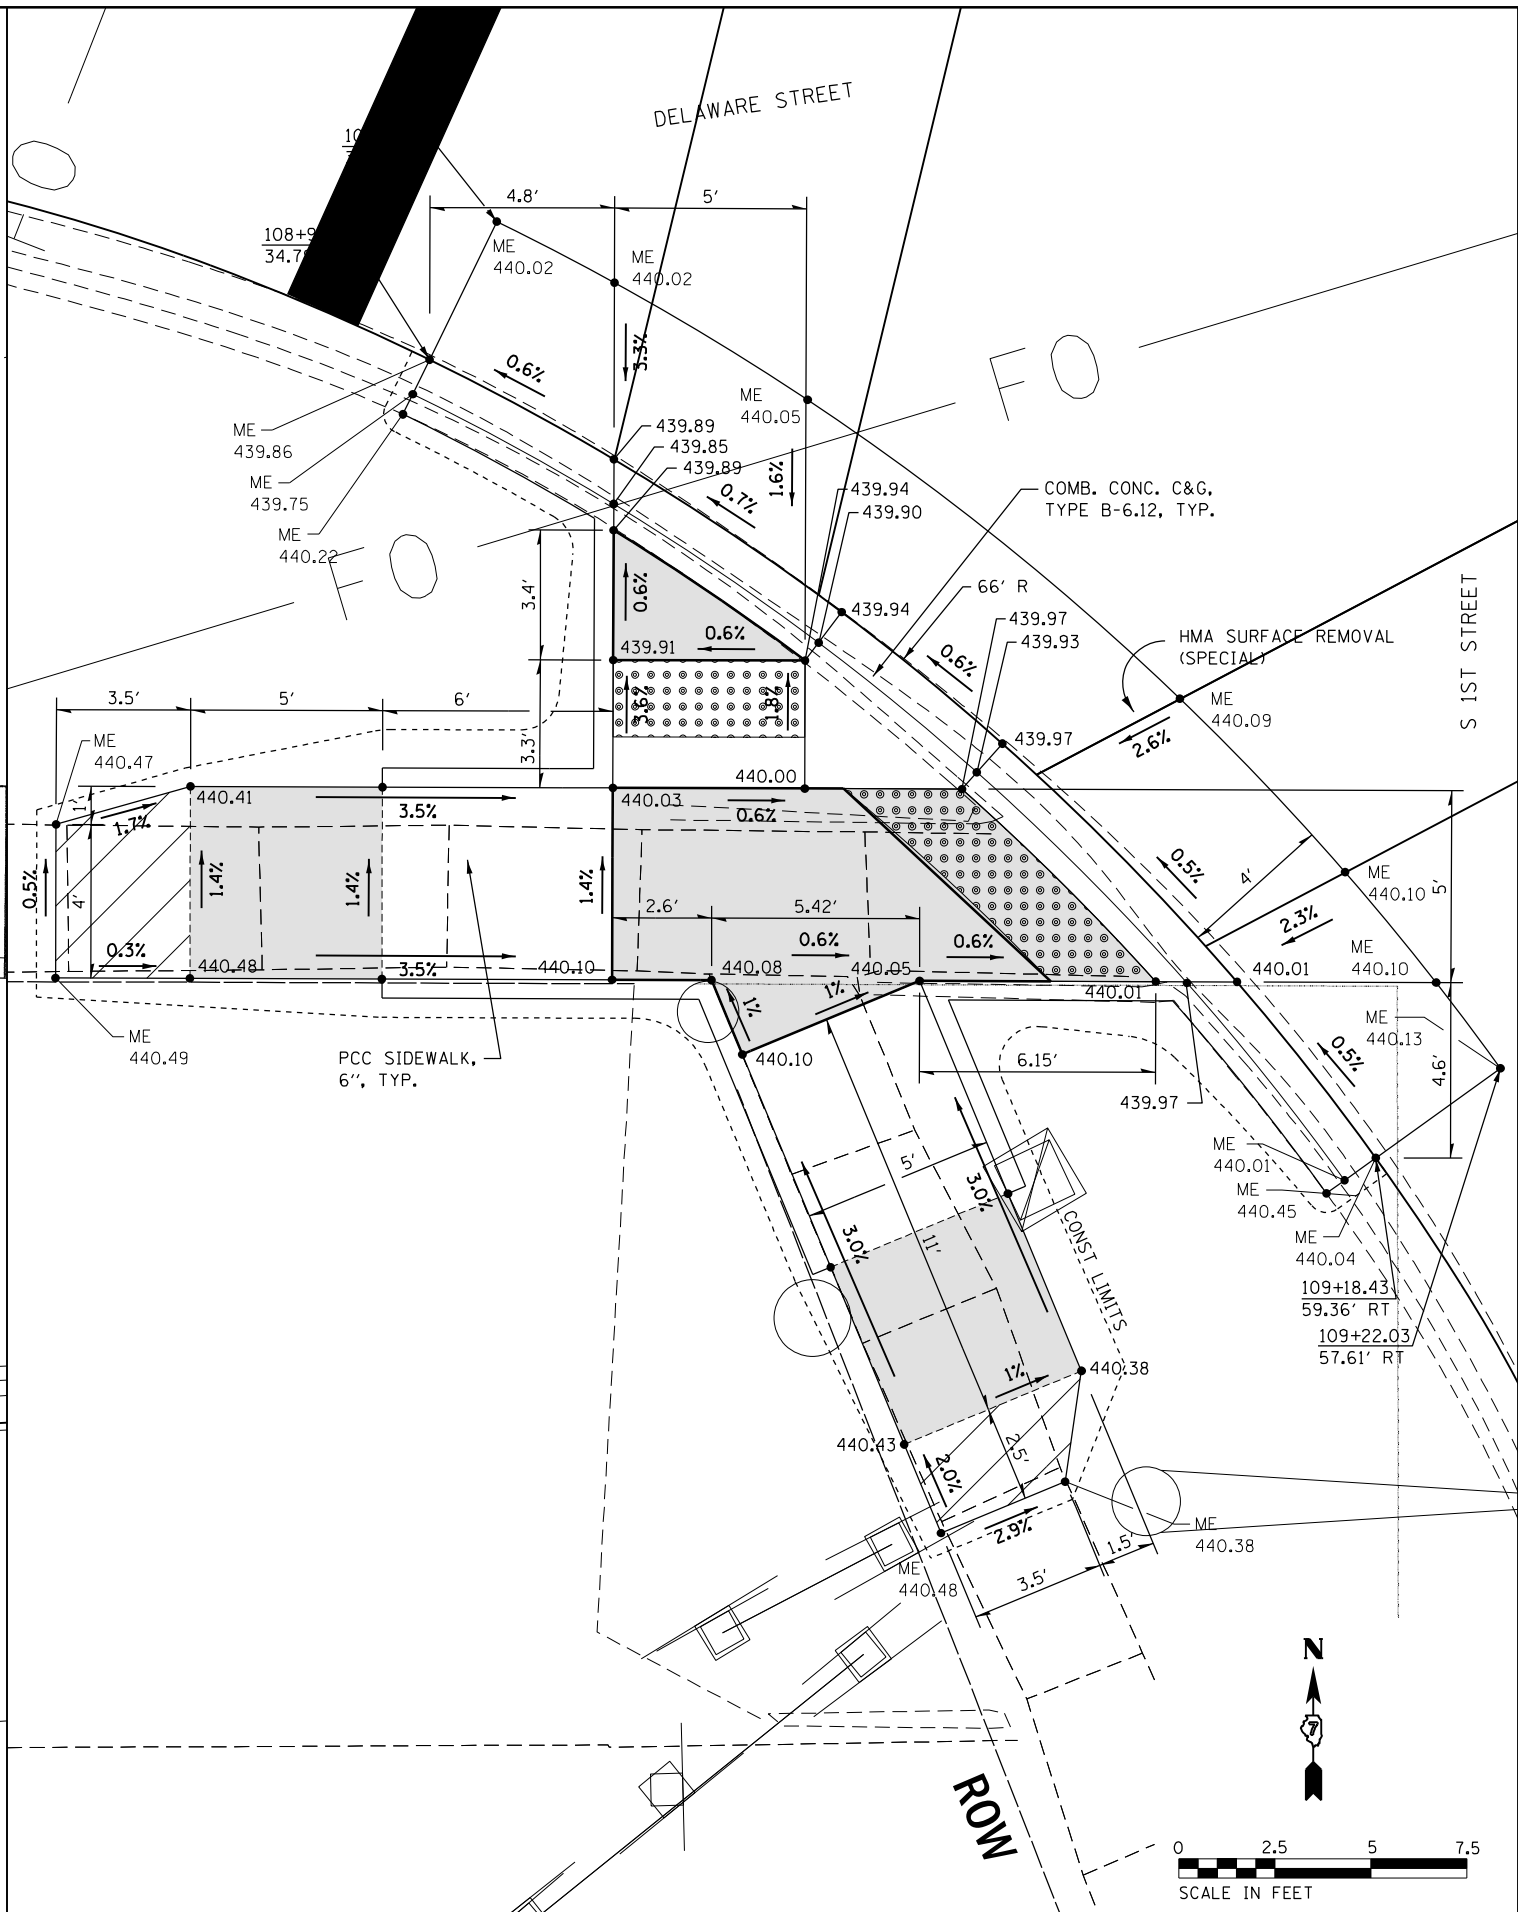 DELAWARE STREET
10
4.8′
5′
108+9
34.7
ME
440.02
ME
440.02
3.3%
0.6%
FO
ME
440.05
ME
439.86
439.89
439.85
439.89
1.6%
0.7%
439.94
439.90
COMB. CONC. C&G,
TYPE B-6.12, TYP.
ME
439.75
ME
440.22
FO
3.4′
0.6%
0.6%
439.91
439.94
66′ R
439.97
439.93
0.6%
HMA SURFACE REMOVAL
(SPECIAL)
S 1ST STREET
3.5′
5′
6′
3.3′
3.6%
1.8%
ME
440.09
2.6%
439.97
ME
440.47
440.00
440.41
1′
1.7%
3.5%
440.03
0.6%
0.5%
4′
1.4%
1.4%
1.4%
0.5%
4′
ME
440.10
5′
2.3%
2.6′
5.42′
0.3%
440.48
3.5%
440.10
440.08
0.6%
440.05
0.6%
440.01
440.01
ME
440.10
ME
440.49
1%
1%
440.10
PCC SIDEWALK,
6″, TYP.
6.15′
439.97
ME
440.13
0.5%
4.6′
ME
440.01
ME
440.45
ME
440.04
5′
3.0%
3.0%
11′
CONST LIMITS
109+18.43
59.36′ RT
109+22.03
57.61′ RT
1%
440.38
440.43
2.0%
2.5′
2.9%
ME
440.38
ME
440.48
3.5′
1.5′
ROW
N
7
0 2.5 5 7.5
SCALE IN FEET